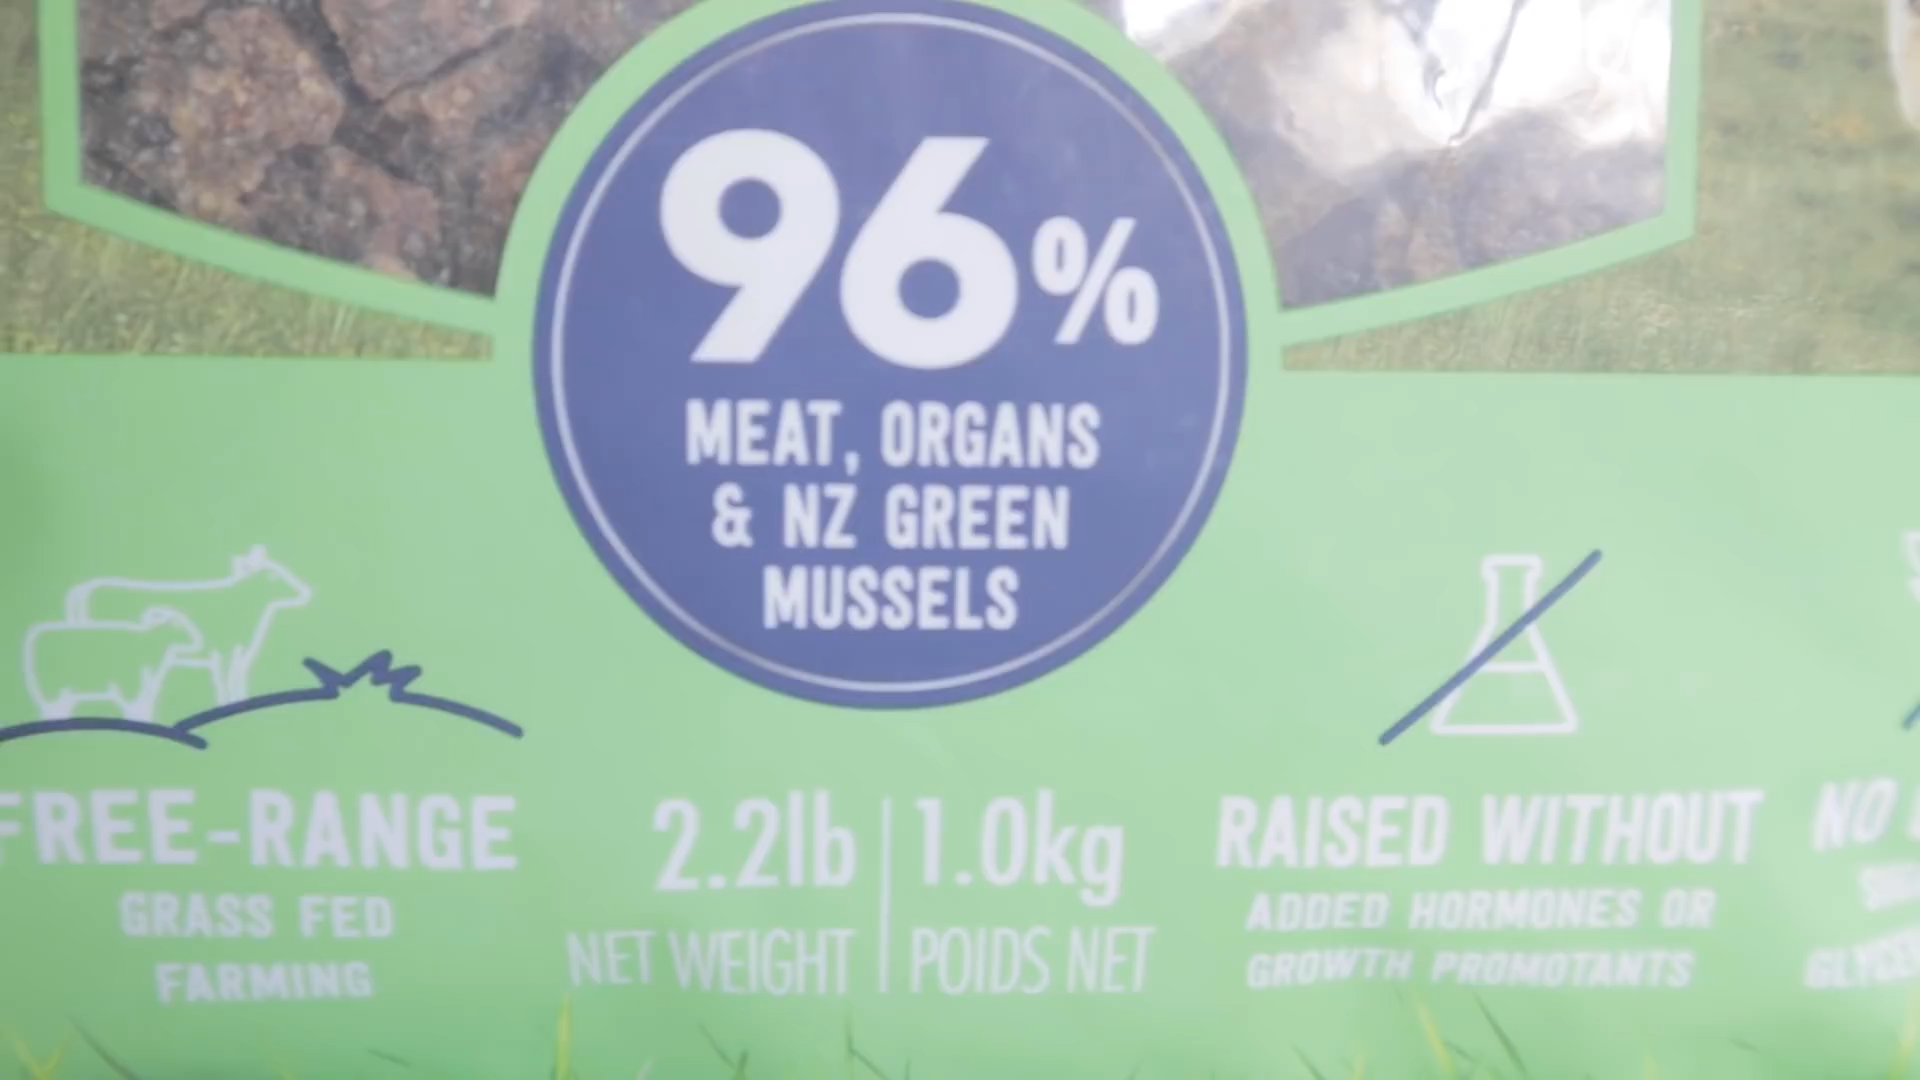 96%
MEAT, ORGANS
& NZ GREEN
MUSSELS
FREE-RANGE
GRASS FED
FARMING
2.2lb | 1.0kg
NET WEIGHT | POIDS NET
RAISED WITHOUT
ADDED HORMONES OR
GROWTH PROMOTANTS
NO